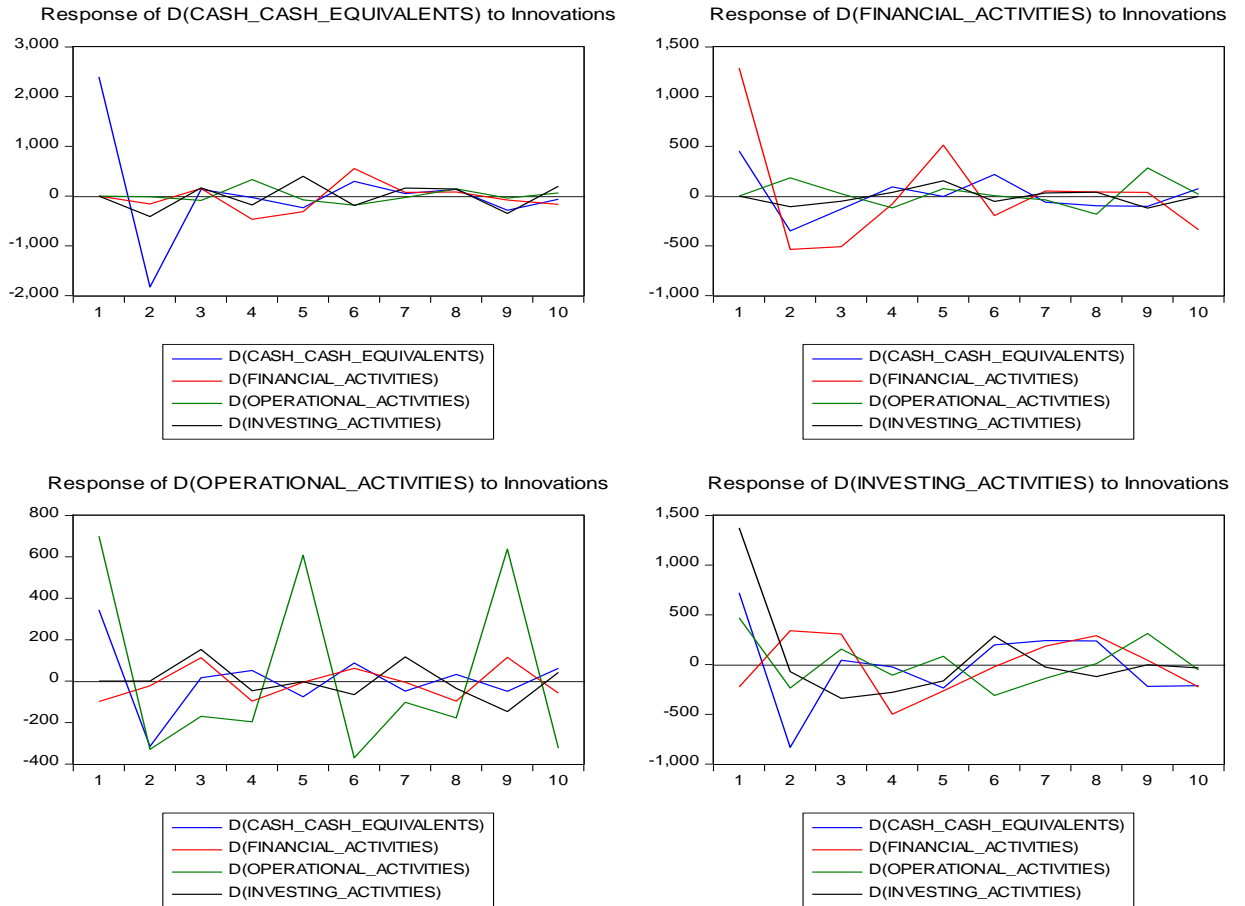 Response of D(CASH_CASH_EQUIVALENTS) to Innovations
3,000
2,000
1,000
0
-1,000
-2,000
1 2 3 4 5 6 7 8 9 10
D(CASH_CASH_EQUIVALENTS)
D(FINANCIAL_ACTIVITIES)
D(OPERATIONAL_ACTIVITIES)
D(INVESTING_ACTIVITIES)
Response of D(FINANCIAL_ACTIVITIES) to Innovations
1,500
1,000
500
0
-500
-1,000
1 2 3 4 5 6 7 8 9 10
D(CASH_CASH_EQUIVALENTS)
D(FINANCIAL_ACTIVITIES)
D(OPERATIONAL_ACTIVITIES)
D(INVESTING_ACTIVITIES)
Response of D(OPERATIONAL_ACTIVITIES) to Innovations
800
600
400
200
0
-200
-400
1 2 3 4 5 6 7 8 9 10
D(CASH_CASH_EQUIVALENTS)
D(FINANCIAL_ACTIVITIES)
D(OPERATIONAL_ACTIVITIES)
D(INVESTING_ACTIVITIES)
Response of D(INVESTING_ACTIVITIES) to Innovations
1,500
1,000
500
0
-500
-1,000
1 2 3 4 5 6 7 8 9 10
D(CASH_CASH_EQUIVALENTS)
D(FINANCIAL_ACTIVITIES)
D(OPERATIONAL_ACTIVITIES)
D(INVESTING_ACTIVITIES)